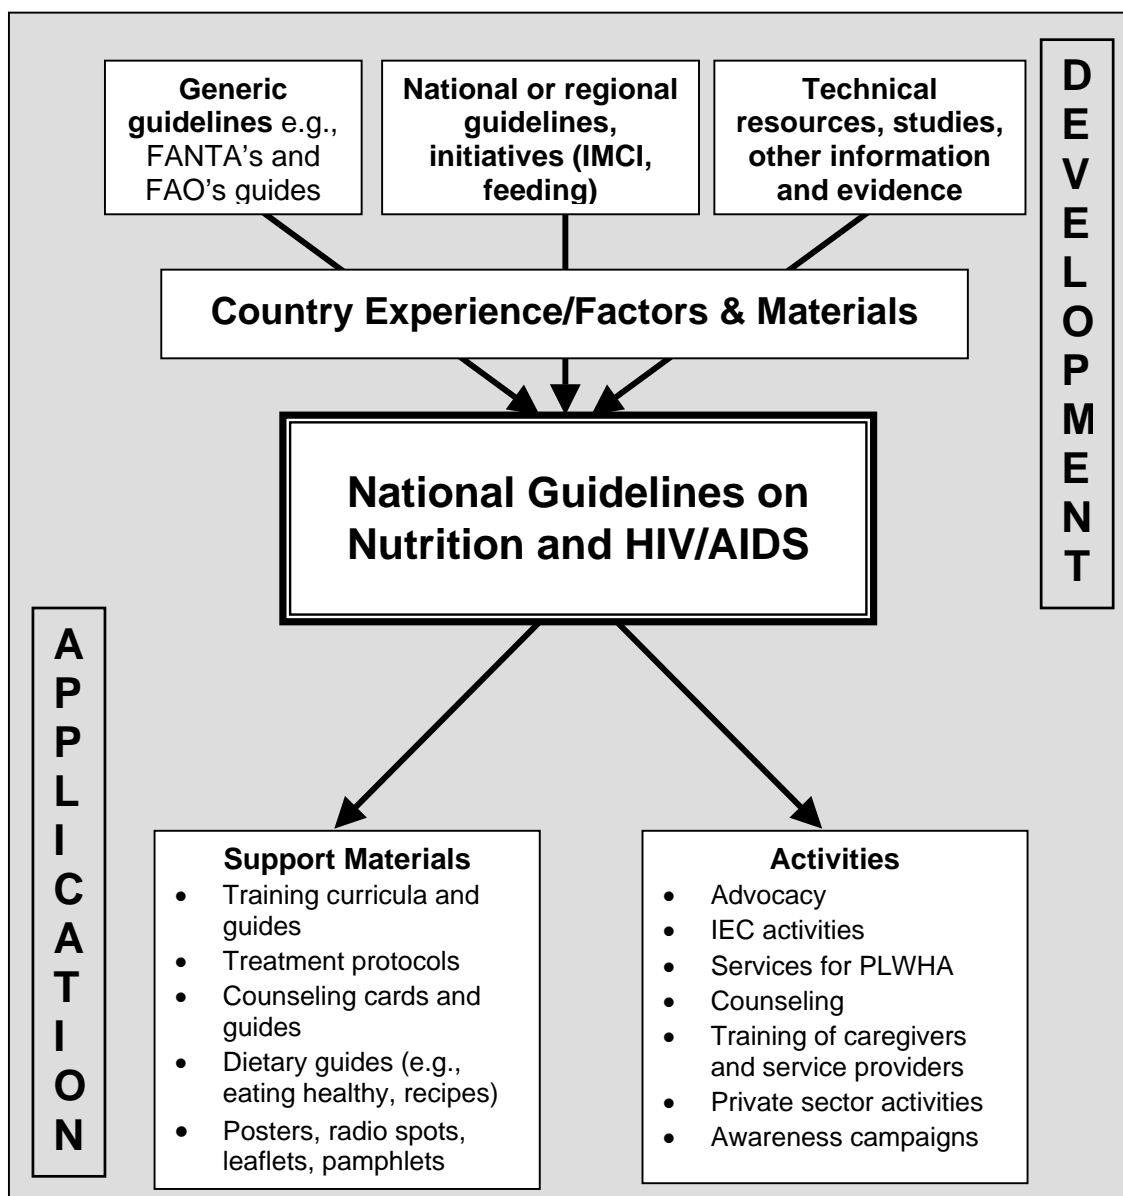 Generic
guidelines e.g.,
FANTA's and
FAO's guides
National or regional
guidelines,
initiatives (IMCI,
feeding)
Technical
resources, studies,
other information
and evidence
D
E
V
E
L
O
P
M
E
N
T
Country Experience/Factors & Materials
National Guidelines on
Nutrition and HIV/AIDS
A
P
P
L
I
C
A
T
I
O
N
Support Materials
• Training curricula and
guides
• Treatment protocols
• Counseling cards and
guides
• Dietary guides (e.g.,
eating healthy, recipes)
• Posters, radio spots,
leaflets, pamphlets
Activities
• Advocacy
• IEC activities
• Services for PLWHA
• Counseling
• Training of caregivers
and service providers
• Private sector activities
• Awareness campaigns